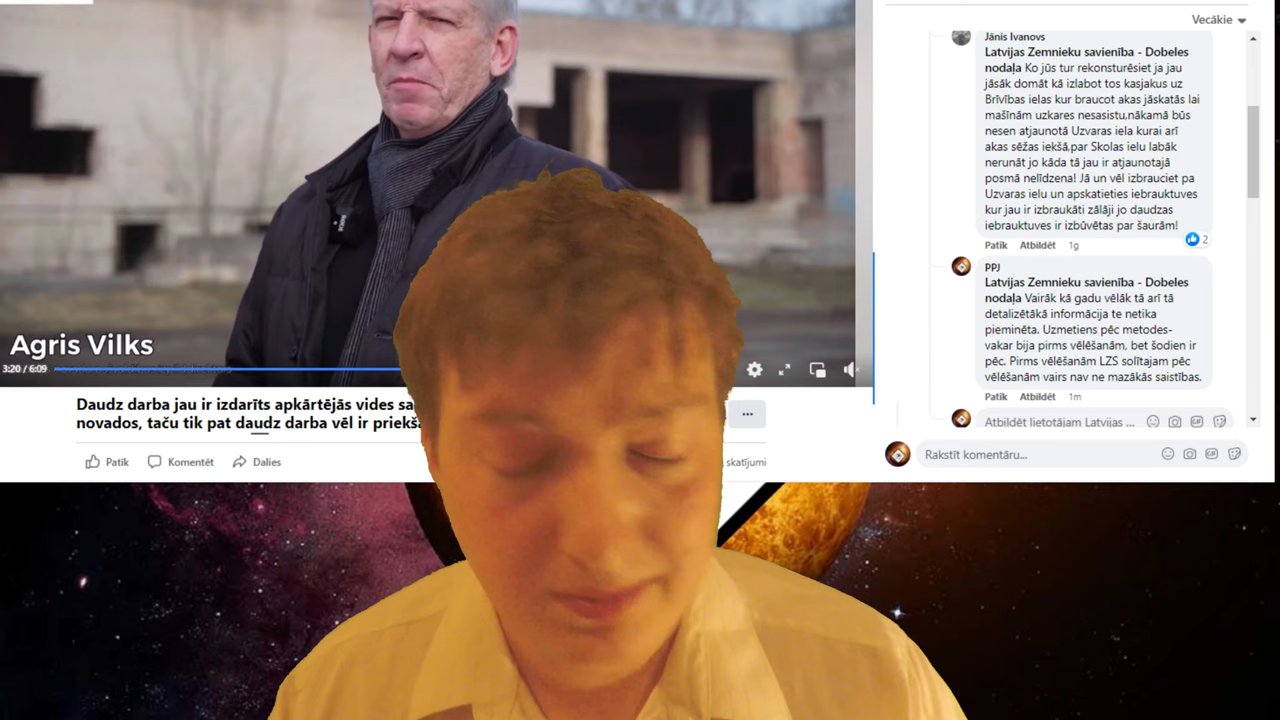 Agris Vilks
3:20 / 6:09
Daudz darba jau ir izdarīts apkārtējās vides
novados, taču tik pat daudz darba vēl ir
Patīk Komentēt Dalies
skatījumi
Vecākie
Jānis Ivanovs
Latvijas Zemnieku savienība - Dobeles
nodaļa Ko jūs tur rekonsturēsiet ja jau
jāsāk domāt kā izlabot tos kasjakus uz
Brīvības ielas kur braucot akas jāskatās lai
mašīnām uzkares nesasistu,nākamā būs
nesen atjaunotā Uzvaras iela kurai arī
akas sēžas iekšā.par Skolas ielu labāk
nerunāt jo kāda tā jau ir atjaunotajā
posmā nelīdzena! Jā un vēl izbrauciet pa
Uzvaras ielu un apskatieties iebrauktuves
kur jau ir izbraukāti zālāji jo daudzas
iebrauktuves ir izbūvētas par šaurām!
Patīk Atbildēt 1g
2
PPJ
Latvijas Zemnieku savienība - Dobeles
nodaļa Vairāk kā gadu vēlāk tā arī tā
detalizētākā informācija te netika
pieminēta. Uzmetiens pēc metodes-
vakar bija pirms vēlēšanām, bet šodien ir
pēc. Pirms vēlēšanām LZS solītajam pēc
vēlēšanām vairs nav ne mazākās saistības.
Patīk Atbildēt 1m
Atbildēt lietotājam Latvijas ...
Rakstīt komentāru...